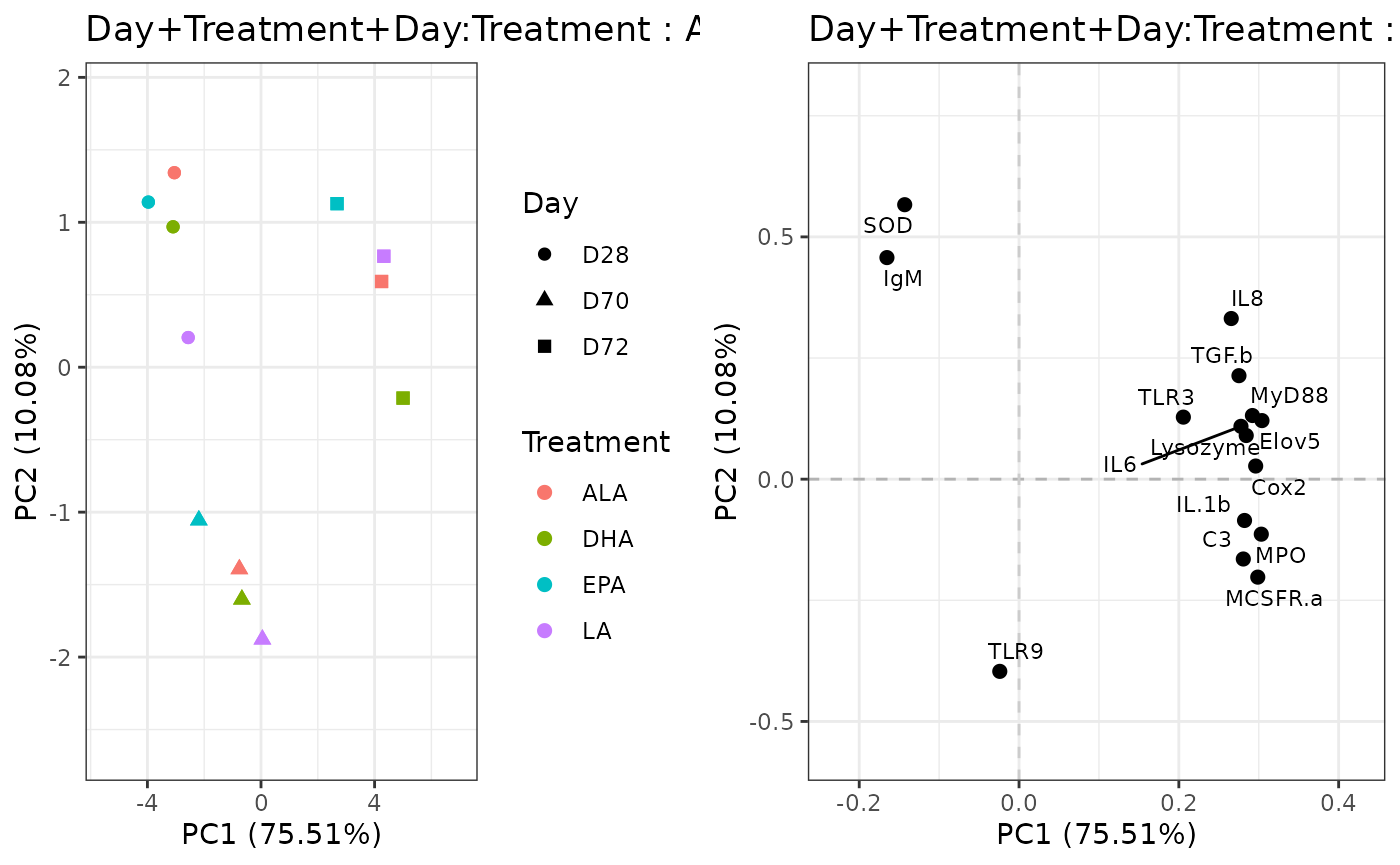 Day+Treatment+Day:Treatment : A
2
1
0
-1
-2
-4
0
4
PC1 (75.51%)
PC2 (10.08%)
Day
D28
D70
D72
Treatment
ALA
DHA
EPA
LA
Day+Treatment+Day:Treatment :
SOD
IgM
IL8
TGF.b
TLR3
MyD88
Lysozyme
Elov5
IL6
Cox2
IL.1b
C3
MPO
MCSFR.a
TLR9
0.5
0.0
-0.5
-0.2
0.0
0.2
0.4
PC1 (75.51%)
PC2 (10.08%)